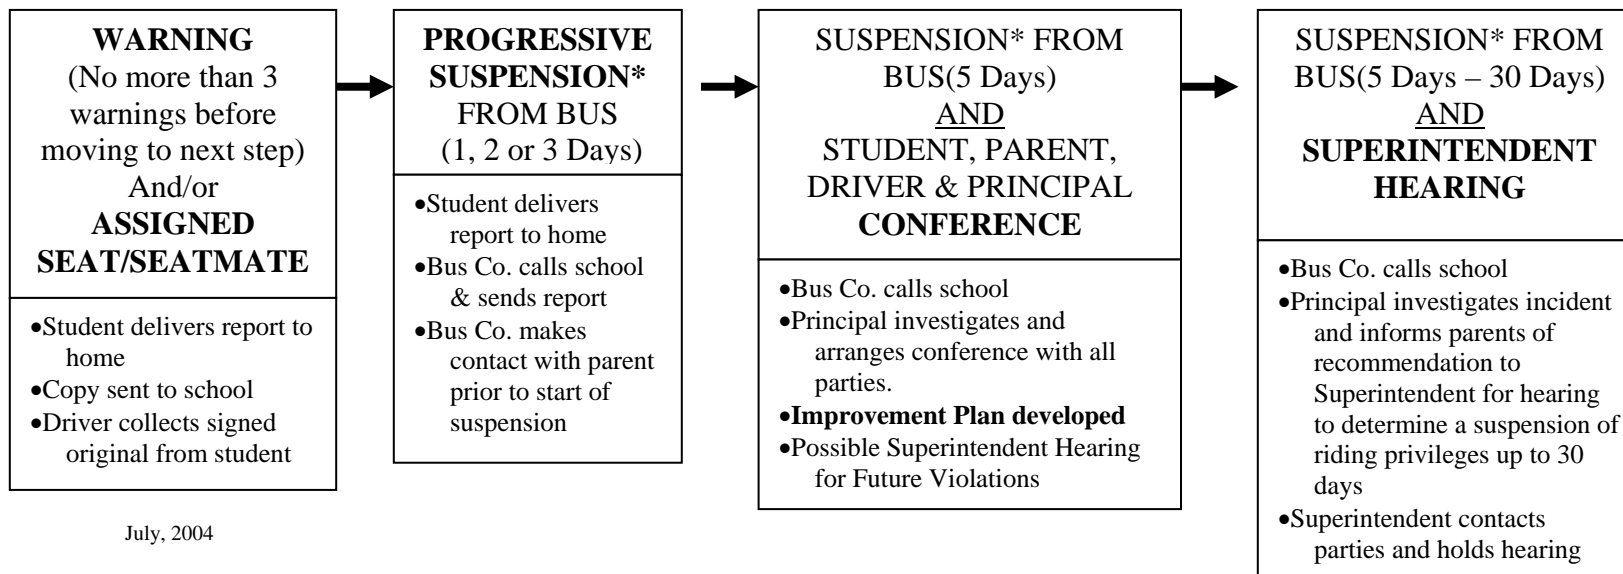 WARNING
(No more than 3
warnings before
moving to next step)
And/or
ASSIGNED
SEAT/SEATMATE
•Student delivers report to
home
•Copy sent to school
•Driver collects signed
original from student
July, 2004
PROGRESSIVE
SUSPENSION*
FROM BUS
(1, 2 or 3 Days)
•Student delivers
report to home
•Bus Co. calls school
& sends report
•Bus Co. makes
contact with parent
prior to start of
suspension
SUSPENSION* FROM
BUS(5 Days)
AND
STUDENT, PARENT,
DRIVER & PRINCIPAL
CONFERENCE
•Bus Co. calls school
•Principal investigates and
arranges conference with all
parties.
•Improvement Plan developed
•Possible Superintendent Hearing
for Future Violations
SUSPENSION* FROM
BUS(5 Days – 30 Days)
AND
SUPERINTENDENT
HEARING
•Bus Co. calls school
•Principal investigates incident
and informs parents of
recommendation to
Superintendent for hearing
to determine a suspension of
riding privileges up to 30
days
•Superintendent contacts
parties and holds hearing